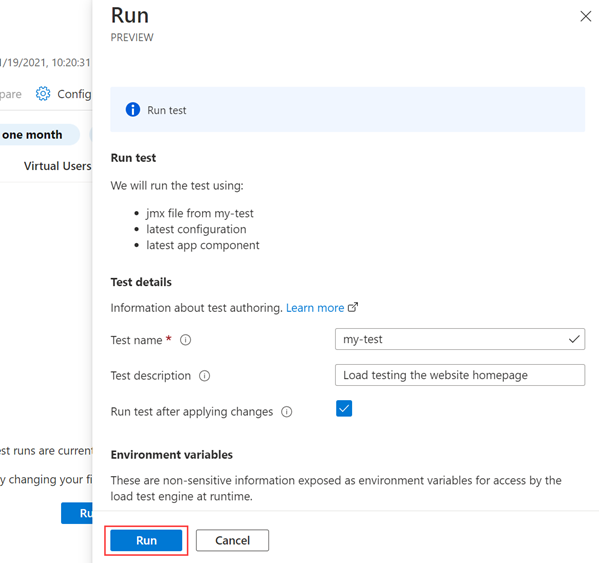 Run
PREVIEW
1/19/2021, 10:20:31
pare Config
one month
Virtual Users
Run test
Run test
We will run the test using:
jmx file from my-test
latest configuration
latest app component
Test details
Information about test authoring. Learn more
Test name * my-test
Test description Load testing the website homepage
Run test after applying changes
Environment variables
These are non-sensitive information exposed as environment variables for access by the
load test engine at runtime.
est runs are current
y changing your fi
Ru
Run Cancel